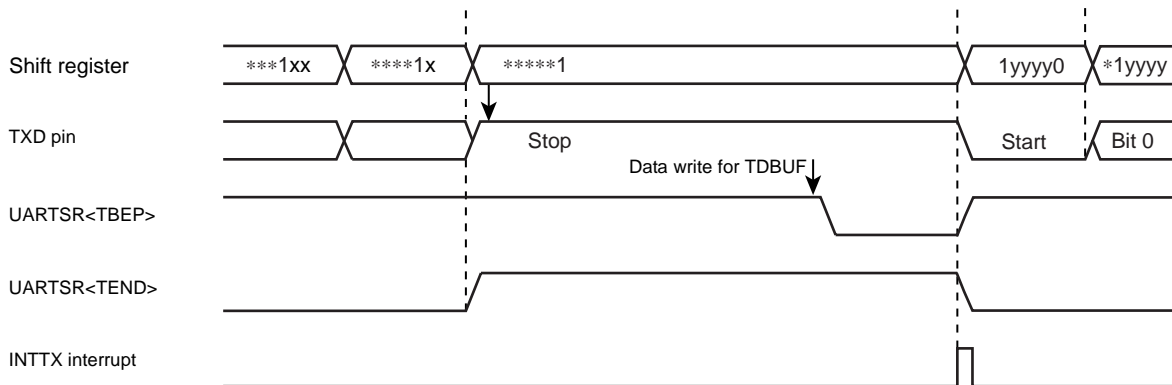 Shift register ***1xx ****1x *****1 1yyyy0 *1yyyy
TXD pin Stop Start Bit 0
Data write for TDBUF
UARTSR<TBEP>
UARTSR<TEND>
INTTX interrupt